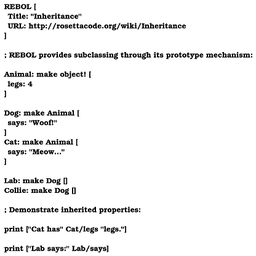 REBOL [
Title: "Inheritance"
URL: http://rosettacode.org/wiki/Inheritance
]
; REBOL provides subclassing through its prototype mechanism:
Animal: make object! [
legs: 4
]
Dog: make Animal [
says: "Woof!"
]
Cat: make Animal [
says: "Meow..."
]
Lab: make Dog []
Collie: make Dog []
; Demonstrate inherited properties:
print ["Cat has" Cat/legs "legs."]
print ["Lab says:" Lab/says]